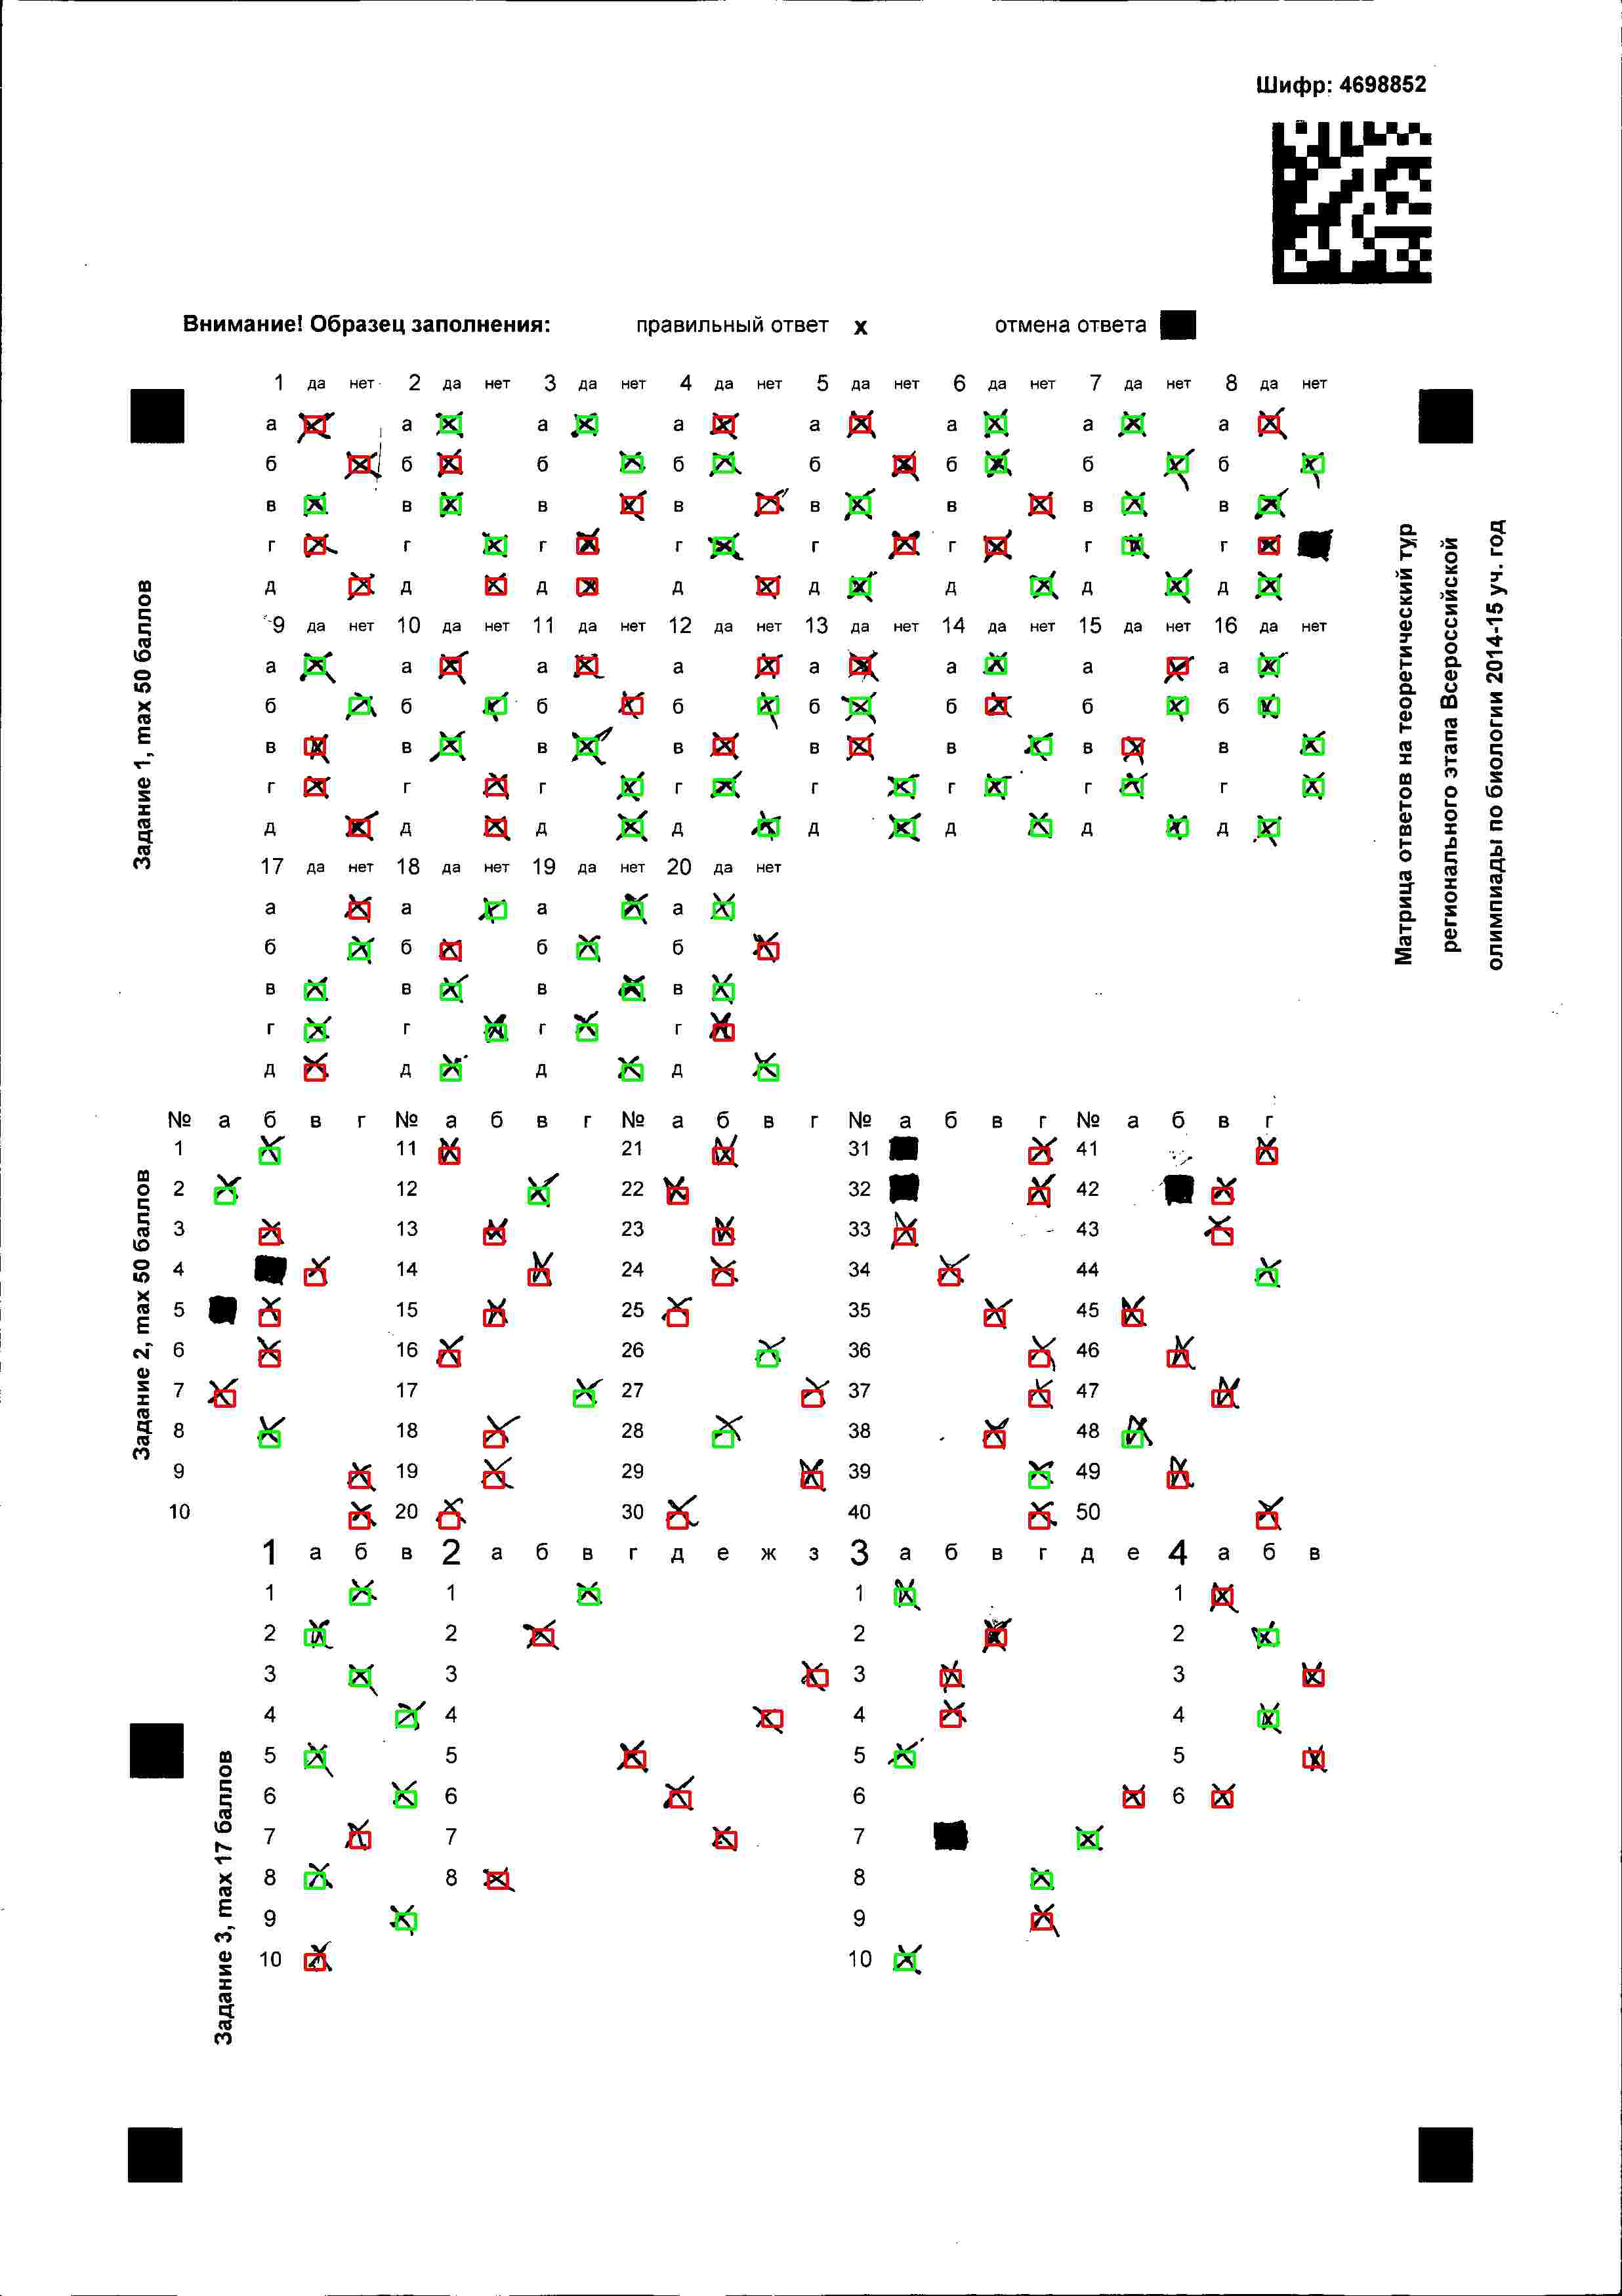 Шифр: 4698852
Внимание! Образец заполнения: правильный ответ х отмена ответа
1 да нет 2 да нет 3 да нет 4 да нет 5 да нет 6 да нет 7 да нет 8 да нет
а а а а а а а а
б б б б б б б б
в в в в в в в в
г г г г г г г г
д д д д д д д д
9 да нет 10 да нет 11 да нет 12 да нет 13 да нет 14 да нет 15 да нет 16 да нет
а а а а а а а а
б б б б б б б б
в в в в в в в в
г г г г г г г г
д д д д д д д д
17 да нет 18 да нет 19 да нет 20 да нет
а а а а
б б б б
в в в в
г г г г
д д д д
Задание 1, max 50 баллов
Матрица ответов на теоретический тур
регионального этапа Всероссийской
олимпиады по биологии 2014-15 уч. год
№ а б в г № а б в г № а б в г № а б в г № а б в г
1 11 21 31 41
2 12 22 32 42
3 13 23 33 43
4 14 24 34 44
5 15 25 35 45
6 16 26 36 46
7 17 27 37 47
8 18 28 38 48
9 19 29 39 49
10 20 30 40 50
Задание 2, max 50 баллов
1 а б в 2 а б в г д е ж з 3 а б в г д е 4 а б в
1 1 1 1
2 2 2 2
3 3 3 3
4 4 4 4
5 5 5 5
6 6 6 6
7 7 7
8 8 8
9 9
10 10
Задание 3, max 17 баллов